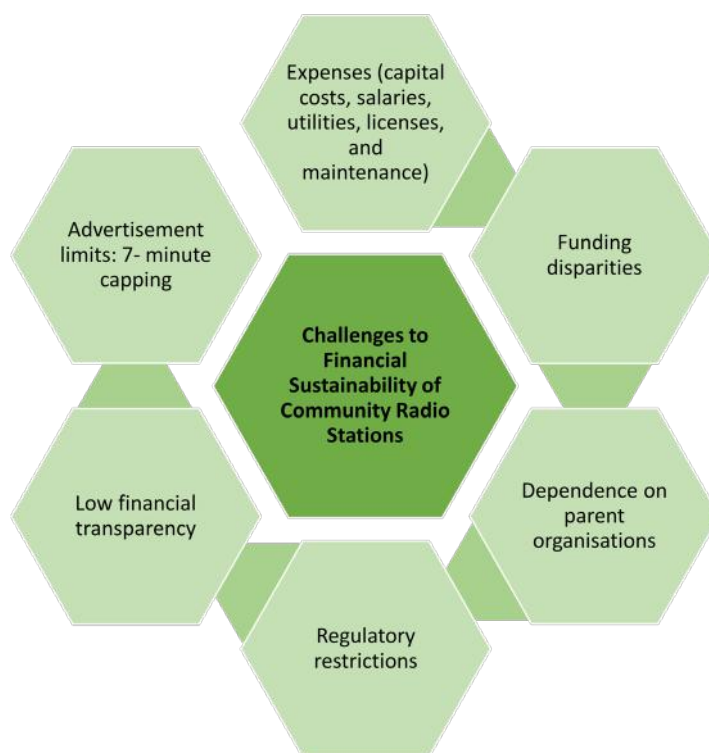 Expenses (capital
costs, salaries,
utilities, licenses,
and
maintenance)
Funding
disparities
Dependence on
parent
organisations
Regulatory
restrictions
Low financial
transparency
Advertisement
limits: 7- minute
capping
Challenges to
Financial
Sustainability of
Community Radio
Stations